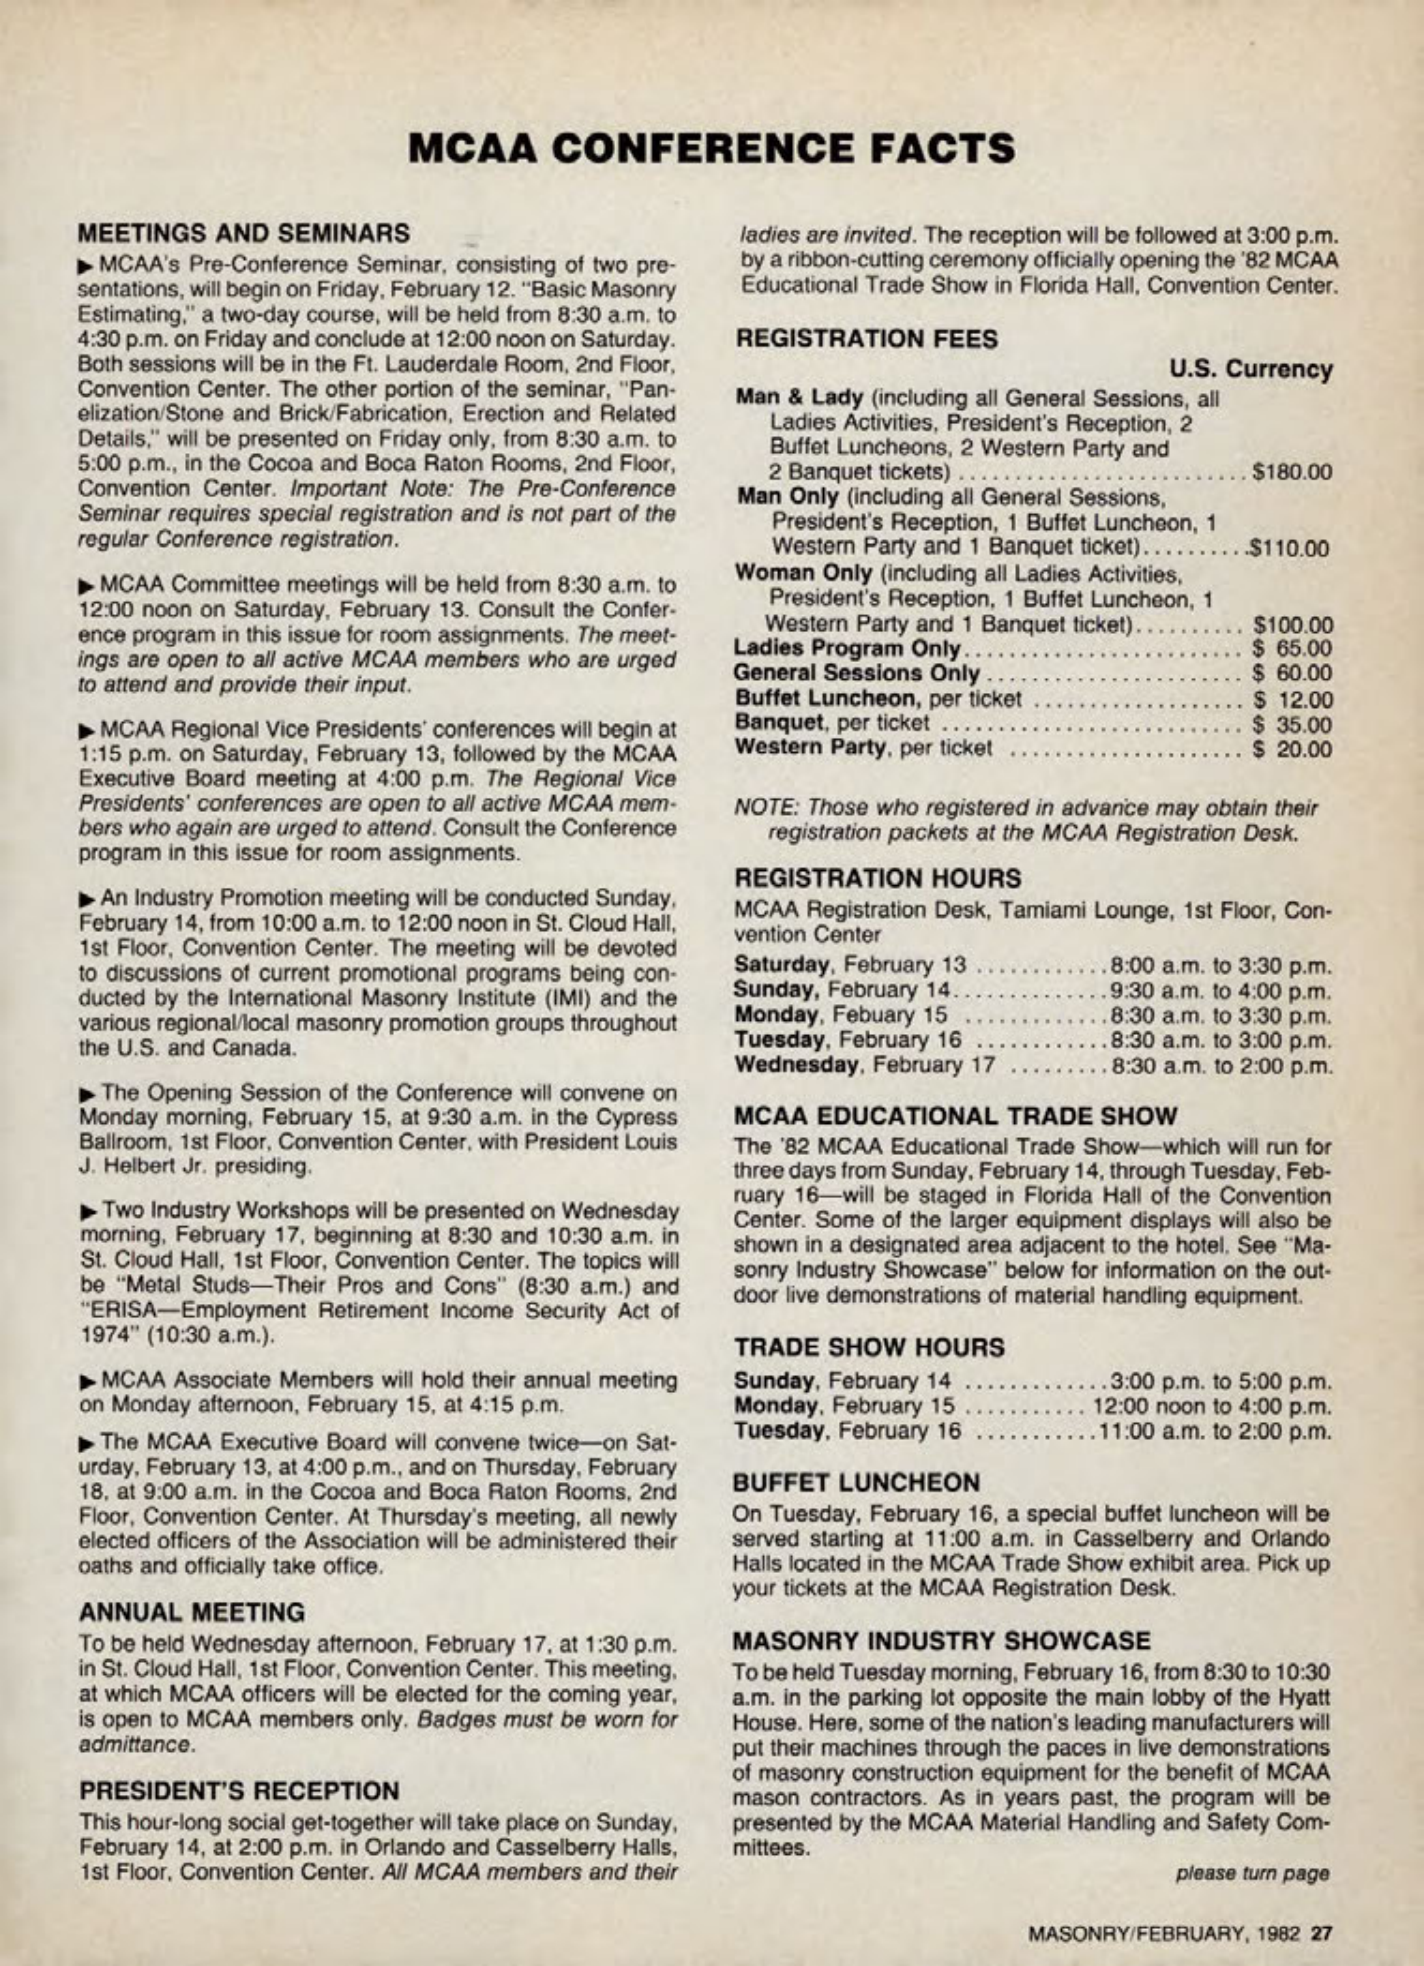 MCAA CONFERENCE FACTS
MEETINGS AND SEMINARS
▶ MCAA's Pre-Conference Seminar, consisting of two pre-
sentations, will begin on Friday, February 12. "Basic Masonry
Estimating," a two-day course, will be held from 8:30 a.m. to
4:30 p.m. on Friday and conclude at 12:00 noon on Saturday.
Both sessions will be in the Ft. Lauderdale Room, 2nd Floor,
Convention Center. The other portion of the seminar, "Pan-
elization/Stone and Brick/Fabrication, Erection and Related
Details," will be presented on Friday only, from 8:30 a.m. to
5:00 p.m., in the Cocoa and Boca Raton Rooms, 2nd Floor,
Convention Center. Important Note: The Pre-Conference
Seminar requires special registration and is not part of the
regular Conference registration.
▶ MCAA Committee meetings will be held from 8:30 a.m. to
12:00 noon on Saturday, February 13. Consult the Confer-
ence program in this issue for room assignments. The meet-
ings are open to all active MCAA members who are urged
to attend and provide their input.
▶ MCAA Regional Vice Presidents' conferences will begin at
1:15 p.m. on Saturday, February 13, followed by the MCAA
Executive Board meeting at 4:00 p.m. The Regional Vice
Presidents' conferences are open to all active MCAA mem-
bers who again are urged to attend. Consult the Conference
program in this issue for room assignments.
▶ An Industry Promotion meeting will be conducted Sunday,
February 14, from 10:00 a.m. to 12:00 noon in St. Cloud Hall,
1st Floor, Convention Center. The meeting will be devoted
to discussions of current promotional programs being con-
ducted by the International Masonry Institute (IMI) and the
various regional/local masonry promotion groups throughout
the U.S. and Canada.
▶ The Opening Session of the Conference will convene on
Monday morning, February 15, at 9:30 a.m. in the Cypress
Ballroom, 1st Floor, Convention Center, with President Louis
J. Helbert Jr. presiding.
▶ Two Industry Workshops will be presented on Wednesday
morning, February 17, beginning at 8:30 and 10:30 a.m. in
St. Cloud Hall, 1st Floor, Convention Center. The topics will
be "Metal Studs—Their Pros and Cons" (8:30 a.m.) and
"ERISA—Employment Retirement Income Security Act of
1974" (10:30 a.m.).
▶ MCAA Associate Members will hold their annual meeting
on Monday afternoon, February 15, at 4:15 p.m.
▶ The MCAA Executive Board will convene twice—on Sat-
urday, February 13, at 4:00 p.m., and on Thursday, February
18, at 9:00 a.m. in the Cocoa and Boca Raton Rooms, 2nd
Floor, Convention Center. At Thursday's meeting, all newly
elected officers of the Association will be administered their
oaths and officially take office.
ANNUAL MEETING
To be held Wednesday afternoon, February 17, at 1:30 p.m.
in St. Cloud Hall, 1st Floor, Convention Center. This meeting,
at which MCAA officers will be elected for the coming year,
is open to MCAA members only. Badges must be worn for
admittance.
PRESIDENT'S RECEPTION
This hour-long social get-together will take place on Sunday,
February 14, at 2:00 p.m. in Orlando and Casselberry Halls,
1st Floor, Convention Center. All MCAA members and their
ladies are invited. The reception will be followed at 3:00 p.m.
by a ribbon-cutting ceremony officially opening the '82 MCAA
Educational Trade Show in Florida Hall, Convention Center.
REGISTRATION FEES
U.S. Currency
Man & Lady (including all General Sessions, all
Ladies Activities, President's Reception, 2
Buffet Luncheons, 2 Western Party and
2 Banquet tickets) .......................... $180.00
Man Only (including all General Sessions,
President's Reception, 1 Buffet Luncheon, 1
Western Party and 1 Banquet ticket)..........$110.00
Woman Only (including all Ladies Activities,
President's Reception, 1 Buffet Luncheon, 1
Western Party and 1 Banquet ticket).......... $100.00
Ladies Program Only......................... $ 65.00
General Sessions Only....................... $ 60.00
Buffet Luncheon, per ticket ................... $ 12.00
Banquet, per ticket ........................... $ 35.00
Western Party, per ticket ..................... $ 20.00
NOTE: Those who registered in advance may obtain their
registration packets at the MCAA Registration Desk.
REGISTRATION HOURS
MCAA Registration Desk, Tamiami Lounge, 1st Floor, Con-
vention Center
Saturday, February 13 ............8:00 a.m. to 3:30 p.m.
Sunday, February 14..............9:30 a.m. to 4:00 p.m.
Monday, Febuary 15 .............8:30 a.m. to 3:30 p.m.
Tuesday, February 16 ............8:30 a.m. to 3:00 p.m.
Wednesday, February 17 .........8:30 a.m. to 2:00 p.m.
MCAA EDUCATIONAL TRADE SHOW
The '82 MCAA Educational Trade Show—which will run for
three days from Sunday, February 14, through Tuesday, Feb-
ruary 16—will be staged in Florida Hall of the Convention
Center. Some of the larger equipment displays will also be
shown in a designated area adjacent to the hotel. See "Ma-
sonry Industry Showcase" below for information on the out-
door live demonstrations of material handling equipment.
TRADE SHOW HOURS
Sunday, February 14 .............3:00 p.m. to 5:00 p.m.
Monday, February 15 ........... 12:00 noon to 4:00 p.m.
Tuesday, February 16 ...........11:00 a.m. to 2:00 p.m.
BUFFET LUNCHEON
On Tuesday, February 16, a special buffet luncheon will be
served starting at 11:00 a.m. in Casselberry and Orlando
Halls located in the MCAA Trade Show exhibit area. Pick up
your tickets at the MCAA Registration Desk.
MASONRY INDUSTRY SHOWCASE
To be held Tuesday morning, February 16, from 8:30 to 10:30
a.m. in the parking lot opposite the main lobby of the Hyatt
House. Here, some of the nation's leading manufacturers will
put their machines through the paces in live demonstrations
of masonry construction equipment for the benefit of MCAA
mason contractors. As in years past, the program will be
presented by the MCAA Material Handling and Safety Com-
mittees.
please turn page
MASONRY/FEBRUARY, 1982 27